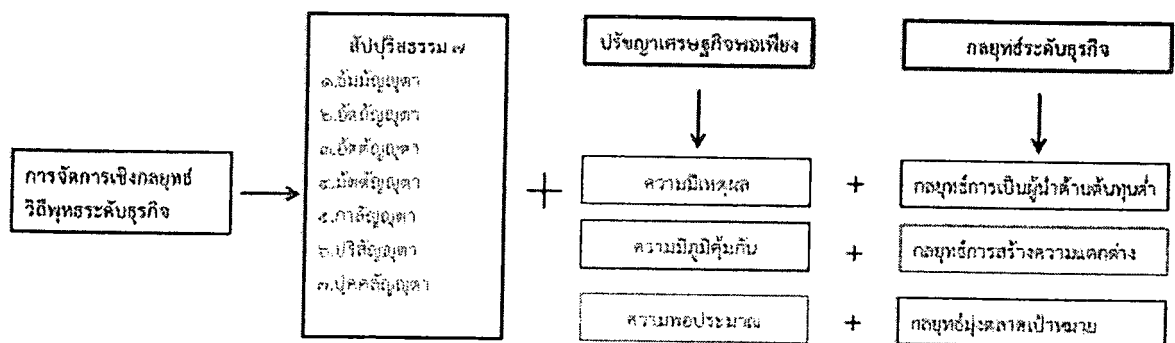 การจัดการเชิงกลยุทธ์
วิถีพุทธระดับธุรกิจ
สัปปุริสธรรม ๗
๑.ธัมมัญญุตา
๒.อัตถัญญุตา
๓.อัตตัญญุตา
๔.มัตตัญญุตา
๕.กาลัญญุตา
๖.ปริสัญญุตา
๗.ปุคคลัญญุตา
+
ปรัชญาเศรษฐกิจพอเพียง
ความมีเหตุผล
ความมีภูมิคุ้มกัน
ความพอประมาณ
+
+
+
กลยุทธ์ระดับธุรกิจ
กลยุทธ์การเป็นผู้นำด้านต้นทุนต่ำ
กลยุทธ์การสร้างความแตกต่าง
กลยุทธ์มุ่งตลาดเป้าหมาย